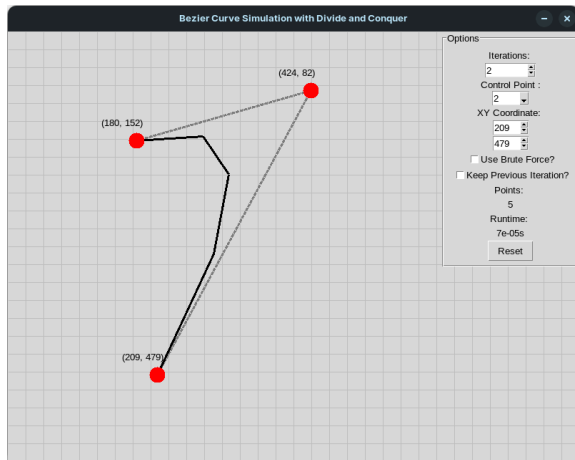 Bezier Curve Simulation with Divide and Conquer
(424, 82)
(180, 152)
(209, 479)
Options
Iterations:
2
Control Point :
2
XY Coordinate:
209
479
Use Brute Force?
Keep Previous Iteration?
Points:
5
Runtime:
7e-05s
Reset